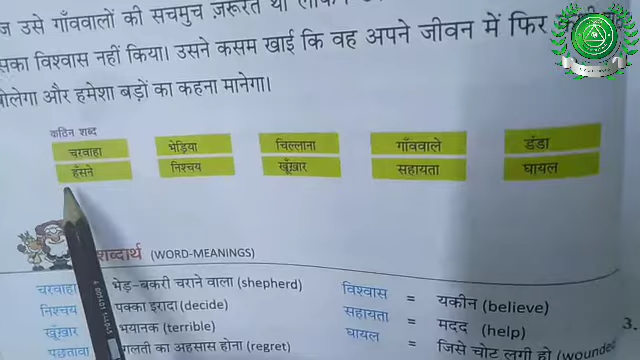 उसे गाँववालों की सचमुच ज़रूरत थी
विश्वास नहीं किया। उसने कसम खाई कि वह अपने जीवन में फिर
बोलेगा और हमेशा बड़ों का कहना मानेगा।
कठिन शब्द
चरवाहा भेड़िया चिल्लाना गाँववाले डंडा
हँसने निश्चय खूँखार सहायता घायल
शब्दार्थ (WORD-MEANINGS)
चरवाहा भेड़-बकरी चराने वाला (shepherd) विश्वास = यकीन (believe)
निश्चय पक्का इरादा (decide) सहायता = मदद (help)
खूँखार भयानक (terrible) घायल = जिसे चोट लगी हो (wounded
पछतावा गलती का अहसास होना (regret)
3.